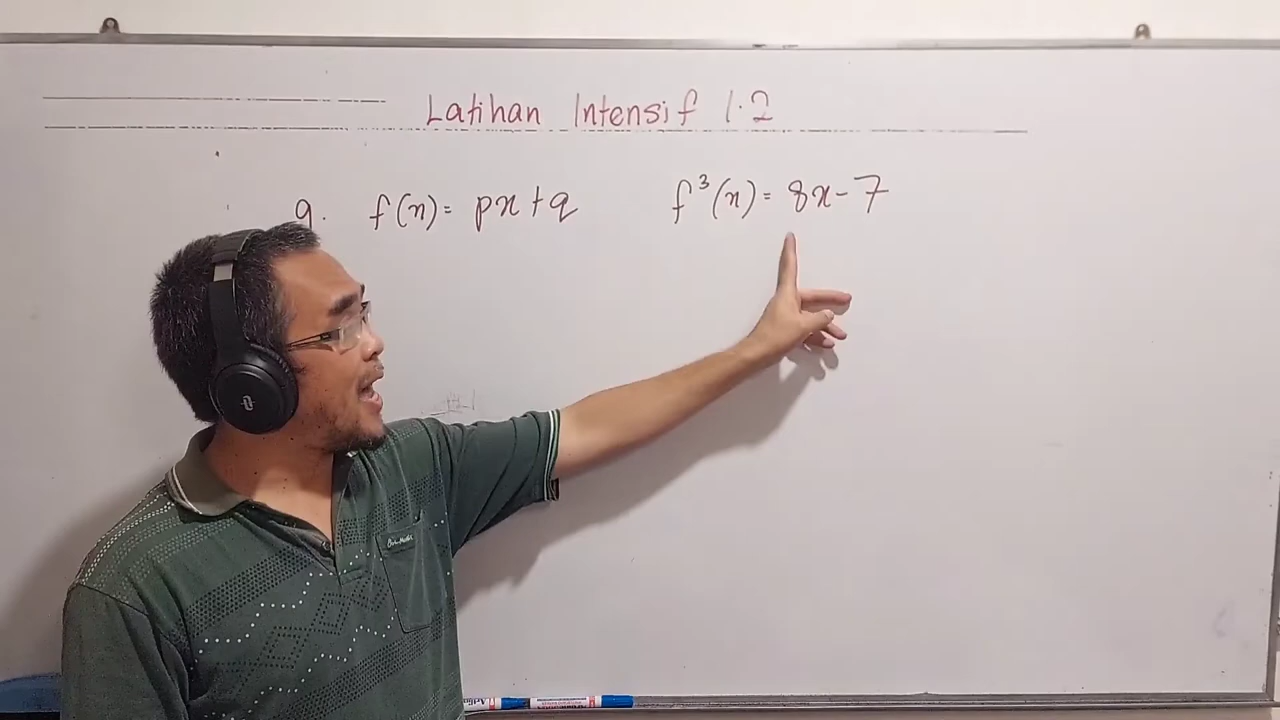 Latihan Intensif 1.2
9. f(x) = px + q f³(x) = 8x - 7